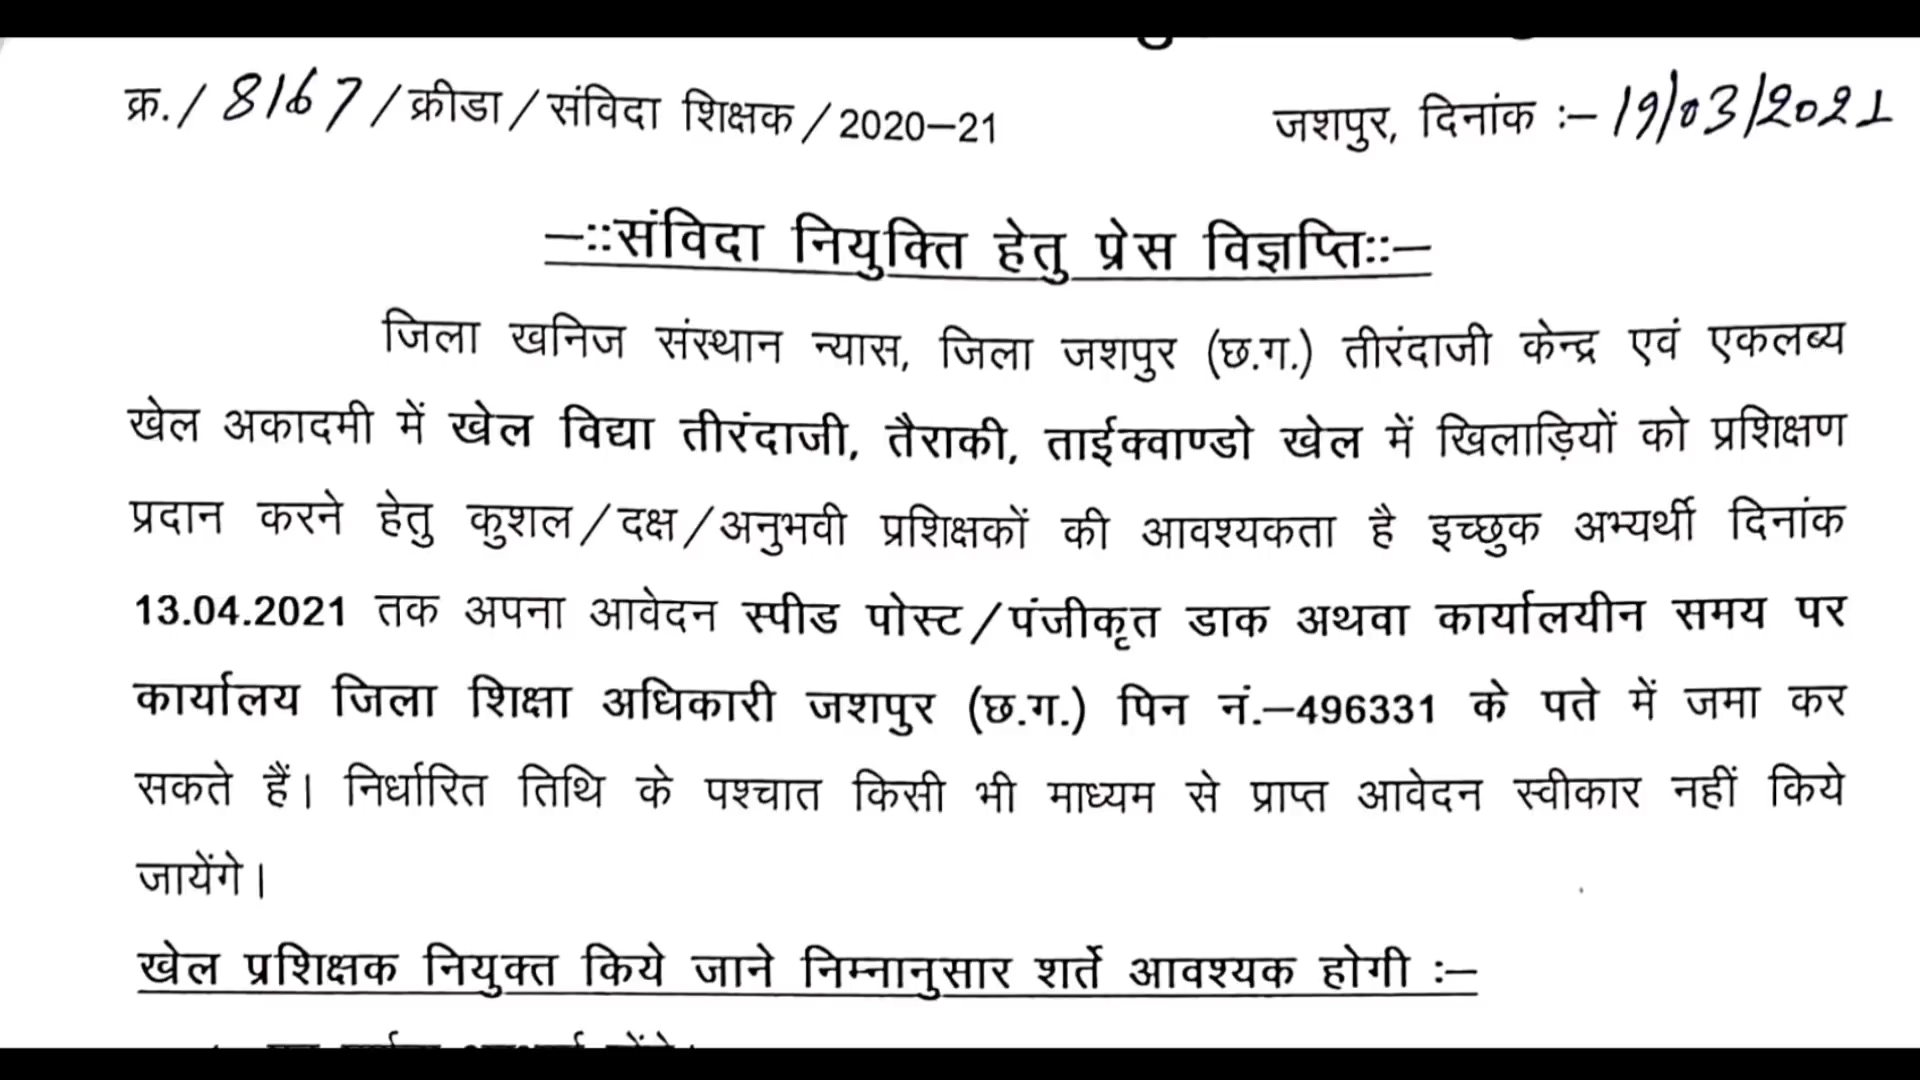 क्र./8167/क्रीडा/संविदा शिक्षक/2020–21 जशपुर, दिनांक :–19/03/2021
–::संविदा नियुक्ति हेतु प्रेस विज्ञप्ति::–
जिला खनिज संस्थान न्यास, जिला जशपुर (छ.ग.) तीरंदाजी केन्द्र एवं एकलब्य
खेल अकादमी में खेल विद्या तीरंदाजी, तैराकी, ताईक्वाण्डो खेल में खिलाड़ियों को प्रशिक्षण
प्रदान करने हेतु कुशल/दक्ष/अनुभवी प्रशिक्षकों की आवश्यकता है इच्छुक अभ्यर्थी दिनांक
13.04.2021 तक अपना आवेदन स्पीड पोस्ट/पंजीकृत डाक अथवा कार्यालयीन समय पर
कार्यालय जिला शिक्षा अधिकारी जशपुर (छ.ग.) पिन नं.–496331 के पते में जमा कर
सकते हैं। निर्धारित तिथि के पश्चात किसी भी माध्यम से प्राप्त आवेदन स्वीकार नहीं किये
जायेंगे।
खेल प्रशिक्षक नियुक्त किये जाने निम्नानुसार शर्ते आवश्यक होगी :–